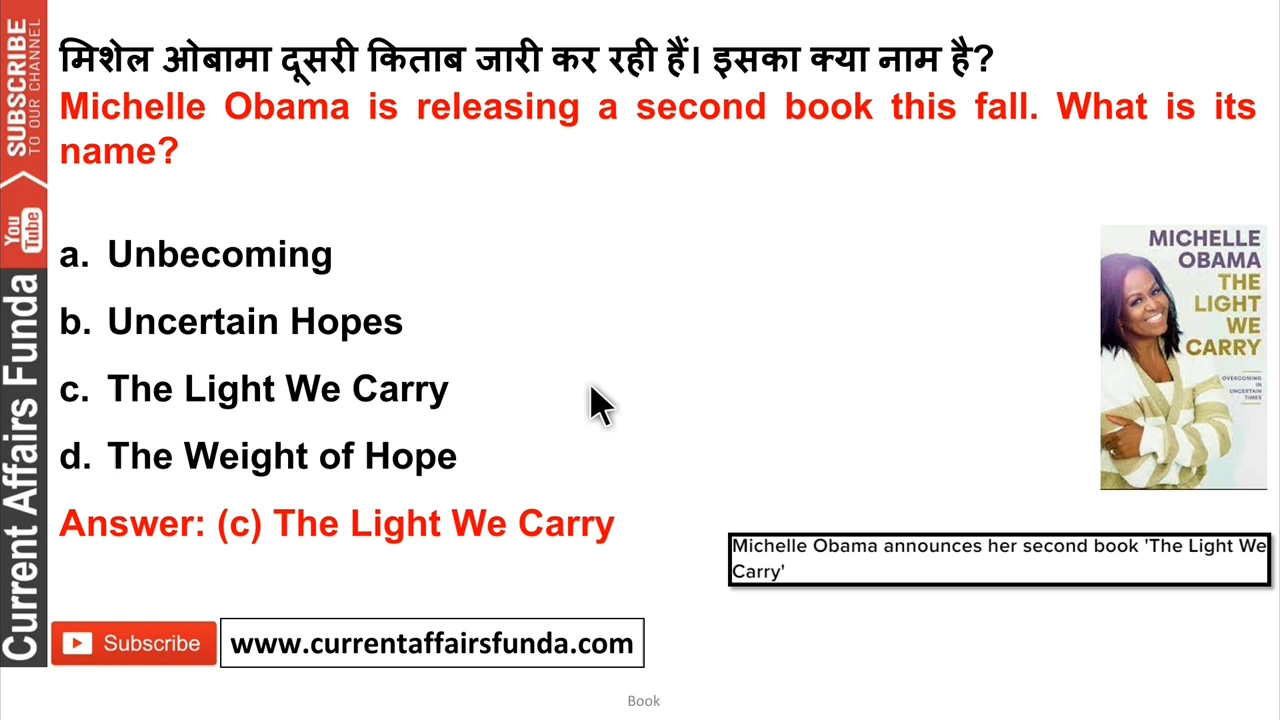 SUBSCRIBE
TO OUR CHANNEL
You
Tube
Current Affairs Funda
मिशेल ओबामा दूसरी किताब जारी कर रही हैं। इसका क्या नाम है?
Michelle Obama is releasing a second book this fall. What is its
name?
a. Unbecoming
b. Uncertain Hopes
c. The Light We Carry
d. The Weight of Hope
Answer: (c) The Light We Carry
MICHELLE
OBAMA
THE
LIGHT
WE
CARRY
OVERCOMING
IN
UNCERTAIN
TIMES
Michelle Obama announces her second book 'The Light We
Carry'
Subscribe
www.currentaffairsfunda.com
Book